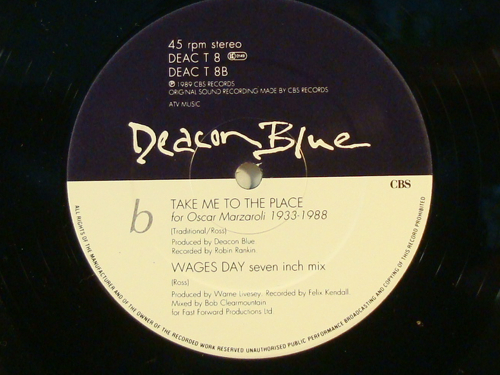 45 rpm stereo
DEAC T 8
DEAC T 8B
℗ 1989 CBS RECORDS
ORIGINAL SOUND RECORDING MADE BY CBS RECORDS
ATV MUSIC
Deacon Blue
CBS
b
TAKE ME TO THE PLACE
for Oscar Marzaroli 1933-1988
(Traditional/Ross)
Produced by Deacon Blue
Recorded by Robin Rankin
WAGES DAY seven inch mix
(Ross)
Produced by Warne Livesey. Recorded by Felix Kendall.
Mixed by Bob Clearmountain
for Fast Forward Productions Ltd
ALL RIGHTS OF THE MANUFACTURER AND OF THE OWNER OF THE RECORDED WORK RESERVED UNAUTHORISED PUBLIC PERFORMANCE BROADCASTING AND COPYING OF THIS RECORD PROHIBITED